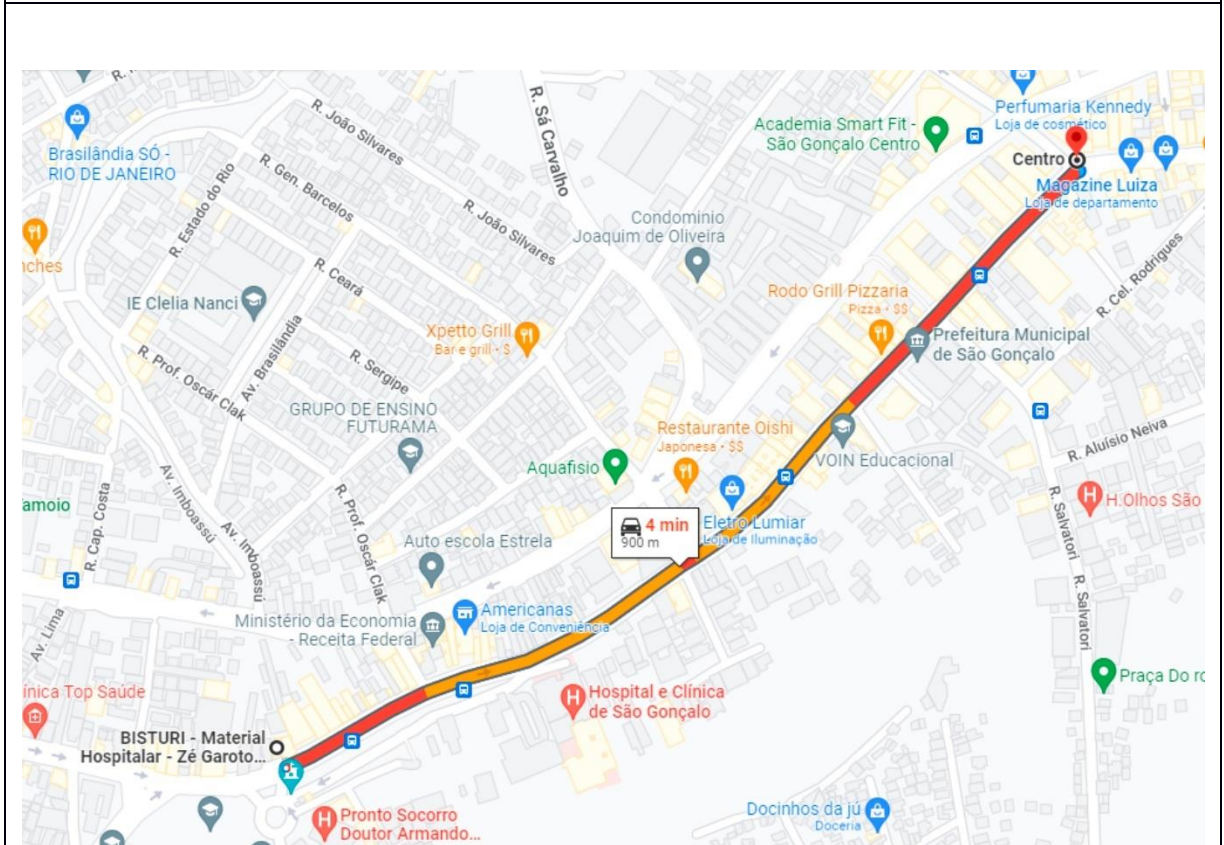 R. João Silvares
R. Sá Carvalho
Perfumaria Kennedy
Loja de cosmético
Academia Smart Fit -
São Gonçalo Centro
Brasilândia SÓ -
RIO DE JANEIRO
R. Gen. Barcelos
Centro
Magazine Luiza
Loja de departamento
R. Estado do Rio
R. João Silvares
Condominio
Joaquim de Oliveira
nches
R. Ceará
R. Cel. Rodrigues
IE Clelia Nanci
Rodo Grill Pizzaria
Pizza • $$
Xpetto Grill
Bar e grill • $
Prefeitura Municipal
de São Gonçalo
R. Prof. Oscár Clak
Av. Brasilândia
R. Sergipe
GRUPO DE ENSINO
FUTURAMA
Restaurante Oishi
Japonesa • $$
R. Aluísio Neiva
VOIN Educacional
Aquafisio
amoio
R. Cap. Costa
Av. Imboassú
Av. Imboassú
R. Prof. Oscár Clak
R. Salvatori
H.Olhos São
4 min
900 m
Eletro Lumiar
Loja de Iluminação
Auto escola Estrela
R. Salvatori
Av. Lima
Ministério da Economia
- Receita Federal
Americanas
Loja de Conveniência
ínica Top Saúde
Hospital e Clínica
de São Gonçalo
Praça Do ro
BISTURI - Material
Hospitalar - Zé Garoto...
Pronto Socorro
Doutor Armando...
Docinhos da jú
Doceria